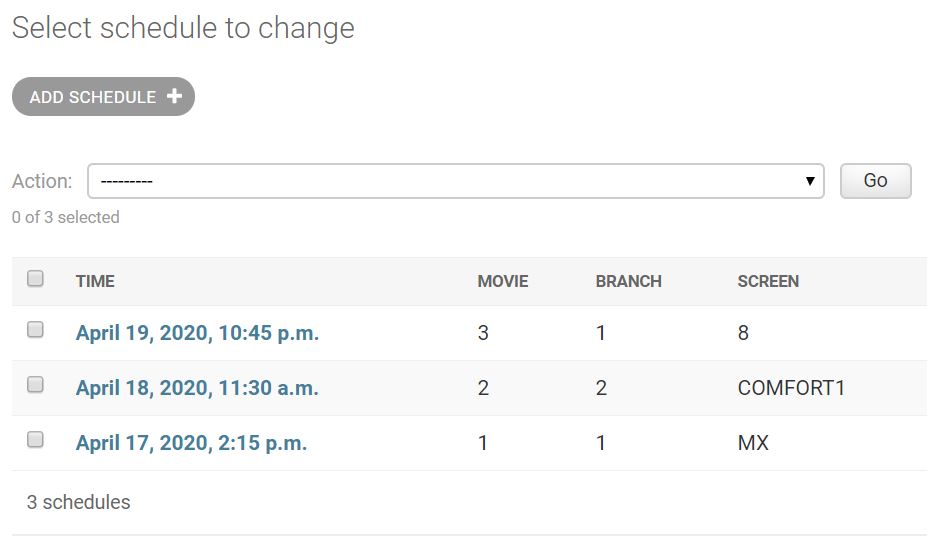 Select schedule to change
ADD SCHEDULE +
Action: --------- ▼ Go
0 of 3 selected
TIME MOVIE BRANCH SCREEN
April 19, 2020, 10:45 p.m. 3 1 8
April 18, 2020, 11:30 a.m. 2 2 COMFORT1
April 17, 2020, 2:15 p.m. 1 1 MX
3 schedules